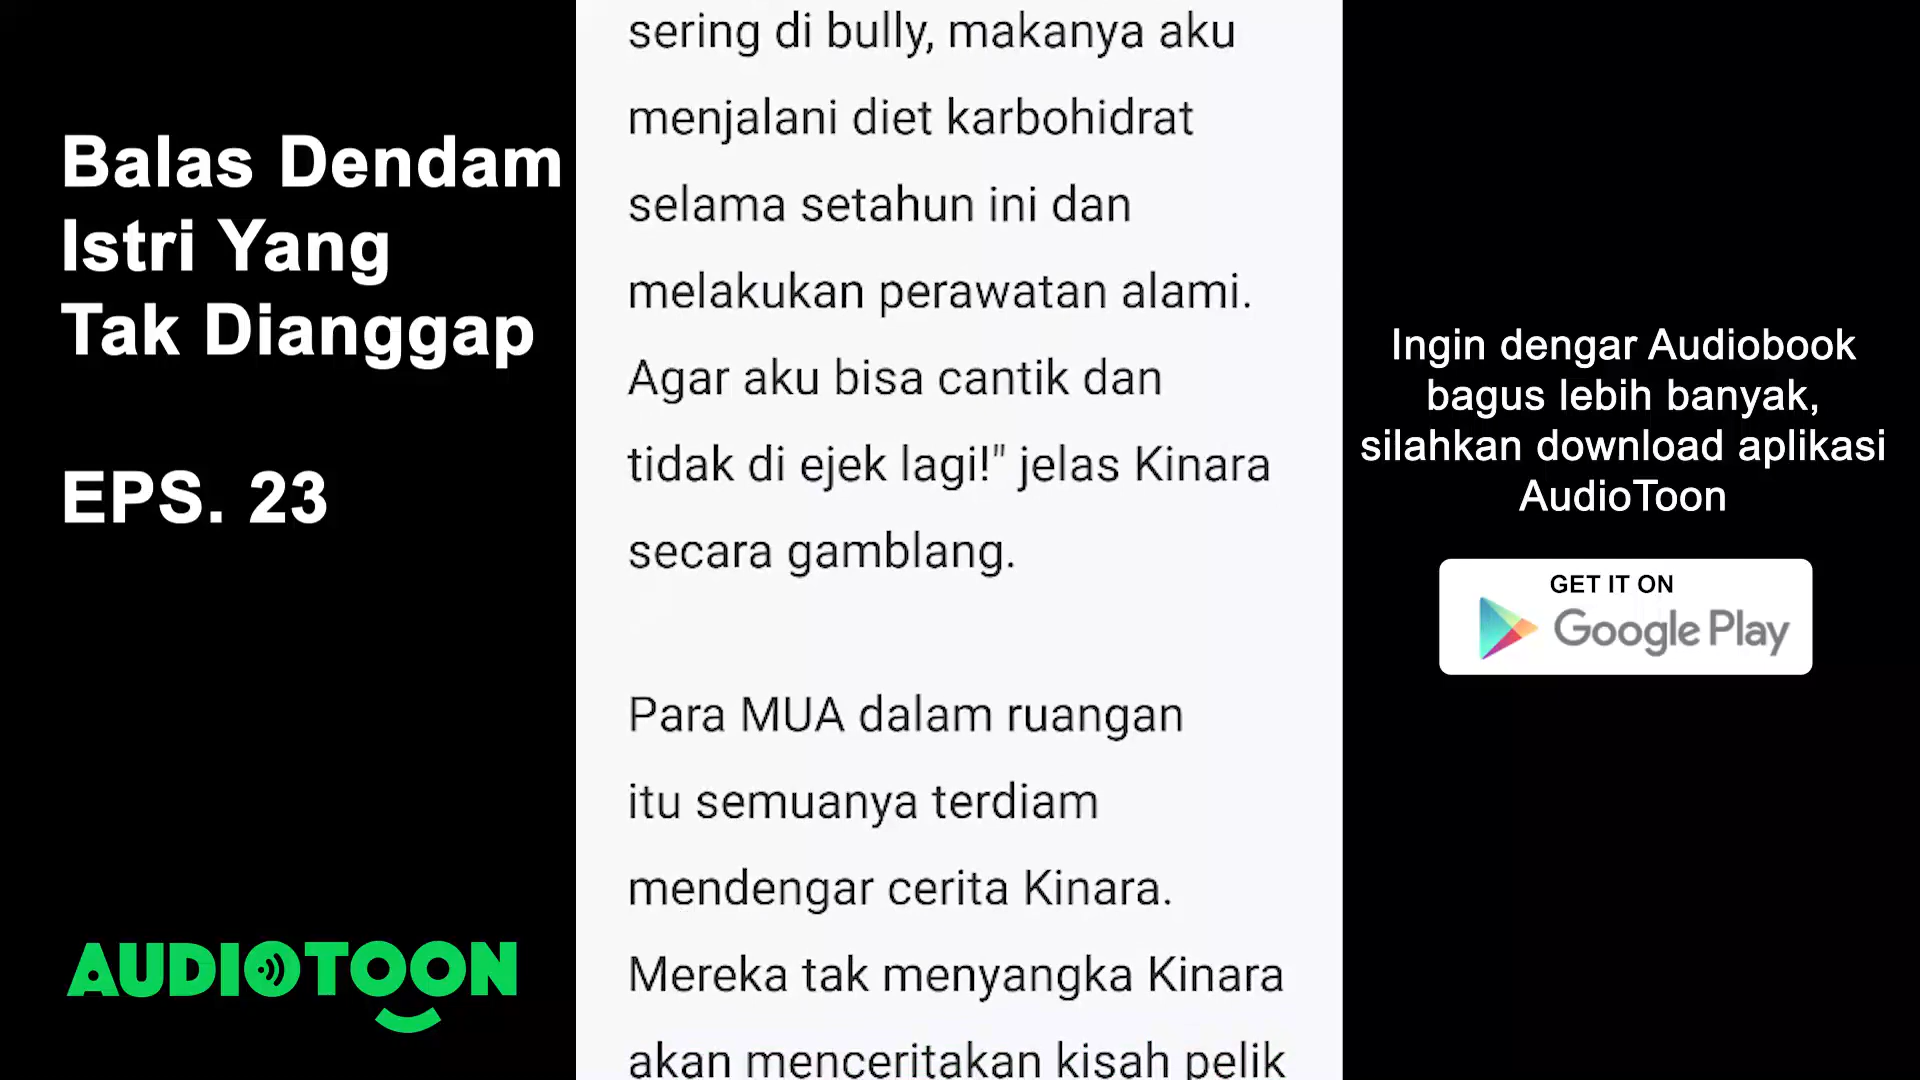 Balas Dendam
Istri Yang
Tak Dianggap
EPS. 23
AUDIOTOON
sering di bully, makanya aku
menjalani diet karbohidrat
selama setahun ini dan
melakukan perawatan alami.
Agar aku bisa cantik dan
tidak di ejek lagi!" jelas Kinara
secara gamblang.
Para MUA dalam ruangan
itu semuanya terdiam
mendengar cerita Kinara.
Mereka tak menyangka Kinara
akan menceritakan kisah pelik
Ingin dengar Audiobook
bagus lebih banyak,
silahkan download aplikasi
AudioToon
GET IT ON
Google Play